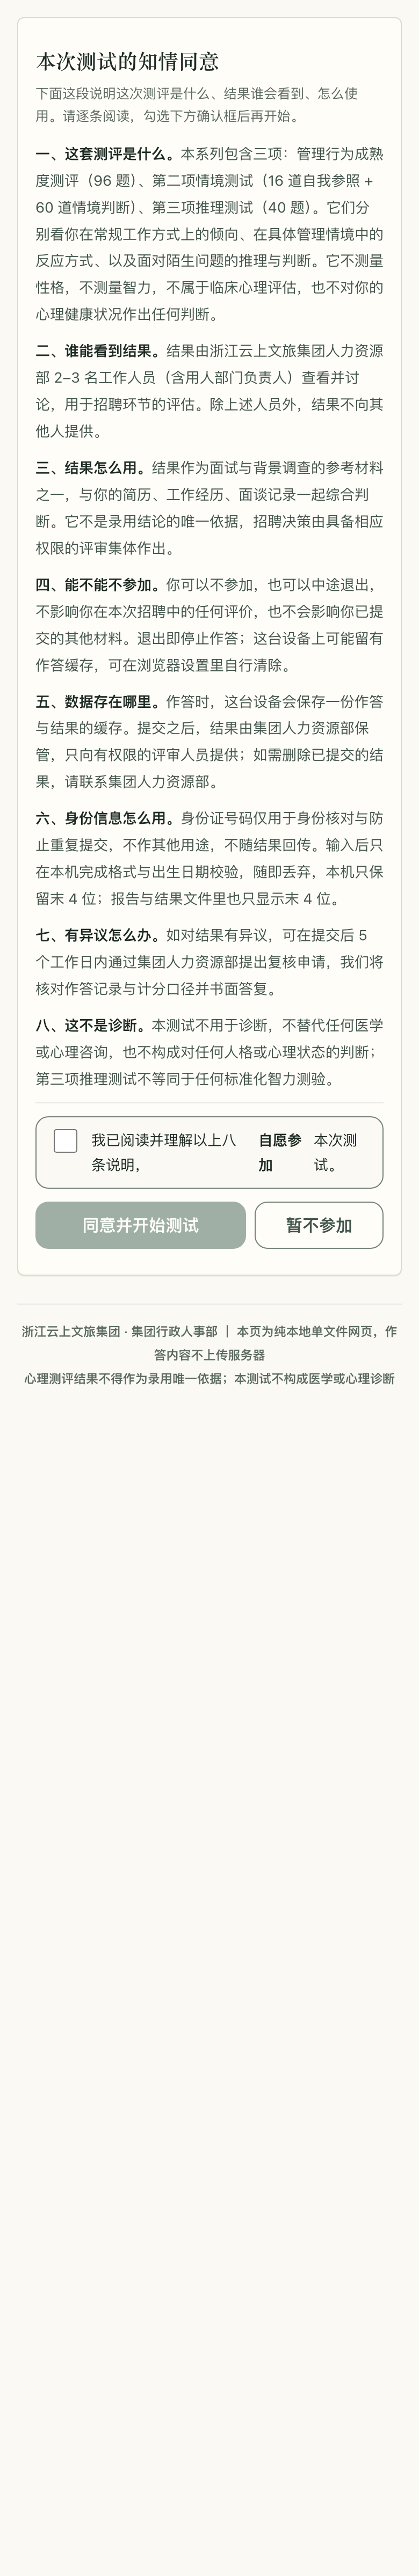 本次测试的知情同意
下面这段说明这次测评是什么、结果谁会看到、怎么使
用。请逐条阅读，勾选下方确认框后再开始。
一、这套测评是什么。本系列包含三项：管理行为成熟
度测评（96 题）、第二项情境测试（16 道自我参照 +
60 道情境判断）、第三项推理测试（40 题）。它们分
别看你在常规工作方式上的倾向、在具体管理情境中的
反应方式、以及面对陌生问题的推理与判断。它不测量
性格，不测量智力，不属于临床心理评估，也不对你的
心理健康状况作出任何判断。
二、谁能看到结果。结果由浙江云上文旅集团人力资源
部 2–3 名工作人员（含用人部门负责人）查看并讨
论，用于招聘环节的评估。除上述人员外，结果不向其
他人提供。
三、结果怎么用。结果作为面试与背景调查的参考材料
之一，与你的简历、工作经历、面谈记录一起综合判
断。它不是录用结论的唯一依据，招聘决策由具备相应
权限的评审集体作出。
四、能不能不参加。你可以不参加，也可以中途退出，
不影响你在本次招聘中的任何评价，也不会影响你已提
交的其他材料。退出即停止作答；这台设备上可能留有
作答缓存，可在浏览器设置里自行清除。
五、数据存在哪里。作答时，这台设备会保存一份作答
与结果的缓存。提交之后，结果由集团人力资源部保
管，只向有权限的评审人员提供；如需删除已提交的结
果，请联系集团人力资源部。
六、身份信息怎么用。身份证号码仅用于身份核对与防
止重复提交，不作其他用途，不随结果回传。输入后只
在本机完成格式与出生日期校验，随即丢弃，本机只保
留末 4 位；报告与结果文件里也只显示末 4 位。
七、有异议怎么办。如对结果有异议，可在提交后 5
个工作日内通过集团人力资源部提出复核申请，我们将
核对作答记录与计分口径并书面答复。
八、这不是诊断。本测试不用于诊断，不替代任何医学
或心理咨询，也不构成对任何人格或心理状态的判断；
第三项推理测试不等同于任何标准化智力测验。
我已阅读并理解以上八
条说明，
自愿参
加
本次测
试。
同意并开始测试
暂不参加
浙江云上文旅集团 · 集团行政人事部 ｜ 本页为纯本地单文件网页，作
答内容不上传服务器
心理测评结果不得作为录用唯一依据；本测试不构成医学或心理诊断